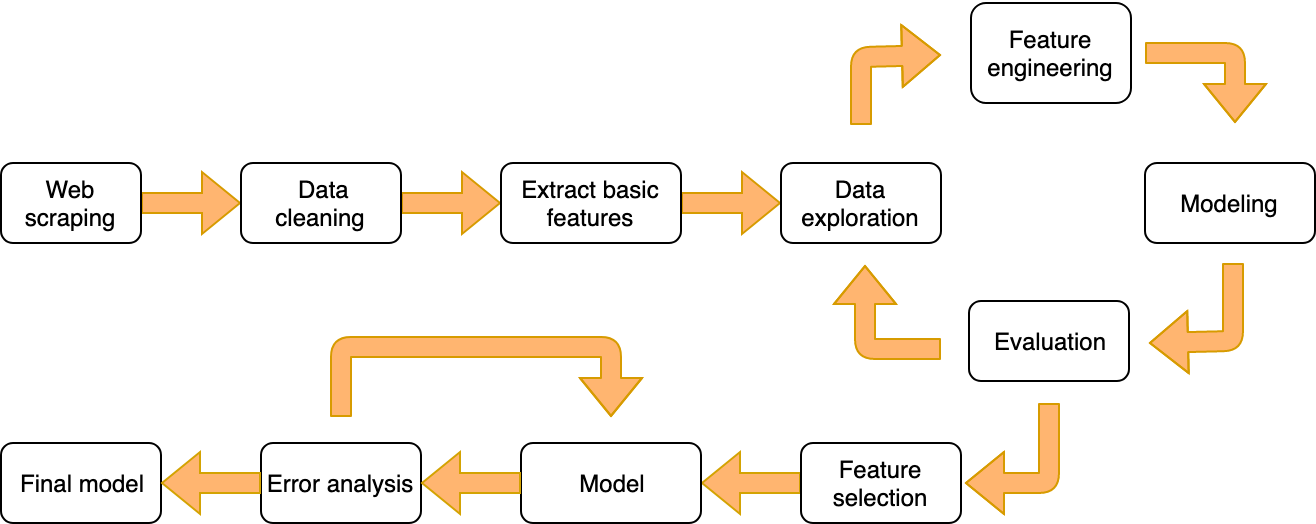 Feature
engineering
Web
scraping
Data
cleaning
Extract basic
features
Data
exploration
Modeling
Evaluation
Final model
Error analysis
Model
Feature
selection